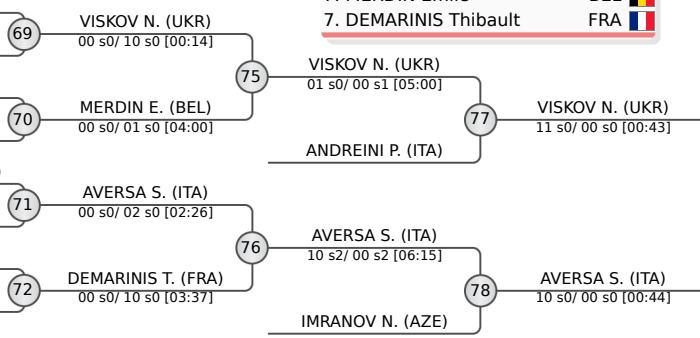 7. DEMARINIS Thibault FRA
VISKOV N. (UKR)
00 s0/ 10 s0 [00:14]
69
75
VISKOV N. (UKR)
01 s0/ 00 s1 [05:00]
MERDIN E. (BEL)
00 s0/ 01 s0 [04:00]
70
77
VISKOV N. (UKR)
11 s0/ 00 s0 [00:43]
ANDREINI P. (ITA)
AVERSA S. (ITA)
00 s0/ 02 s0 [02:26]
71
76
AVERSA S. (ITA)
10 s2/ 00 s2 [06:15]
DEMARINIS T. (FRA)
00 s0/ 10 s0 [03:37]
72
78
AVERSA S. (ITA)
10 s0/ 00 s0 [00:44]
IMRANOV N. (AZE)